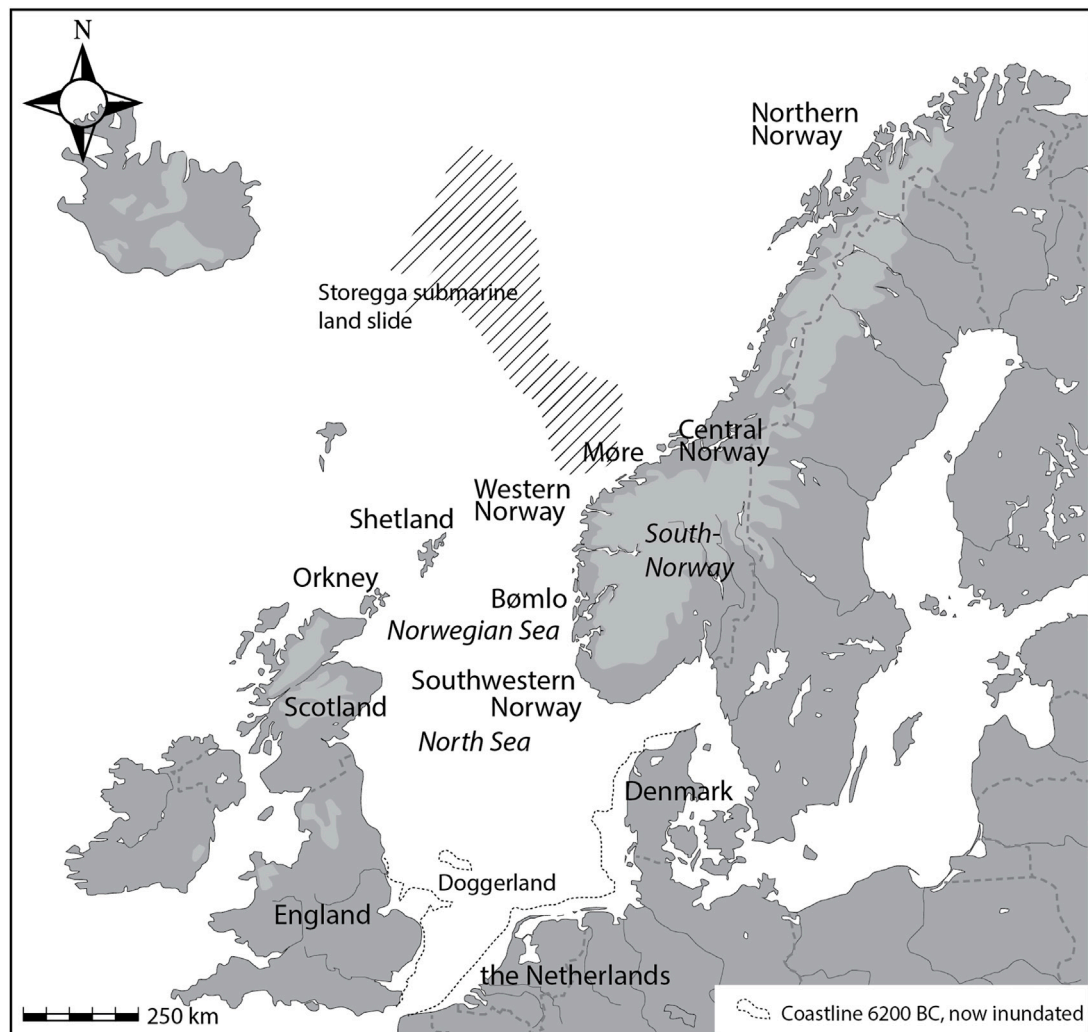 N
Northern
Norway
Storegga submarine
land slide
Central
Norway
Møre
Western
Norway
Shetland
South-
Norway
Orkney
Bømlo
Norwegian Sea
Southwestern
Norway
Scotland
North Sea
Denmark
Doggerland
England
the Netherlands
Coastline 6200 BC, now inundated
250 km